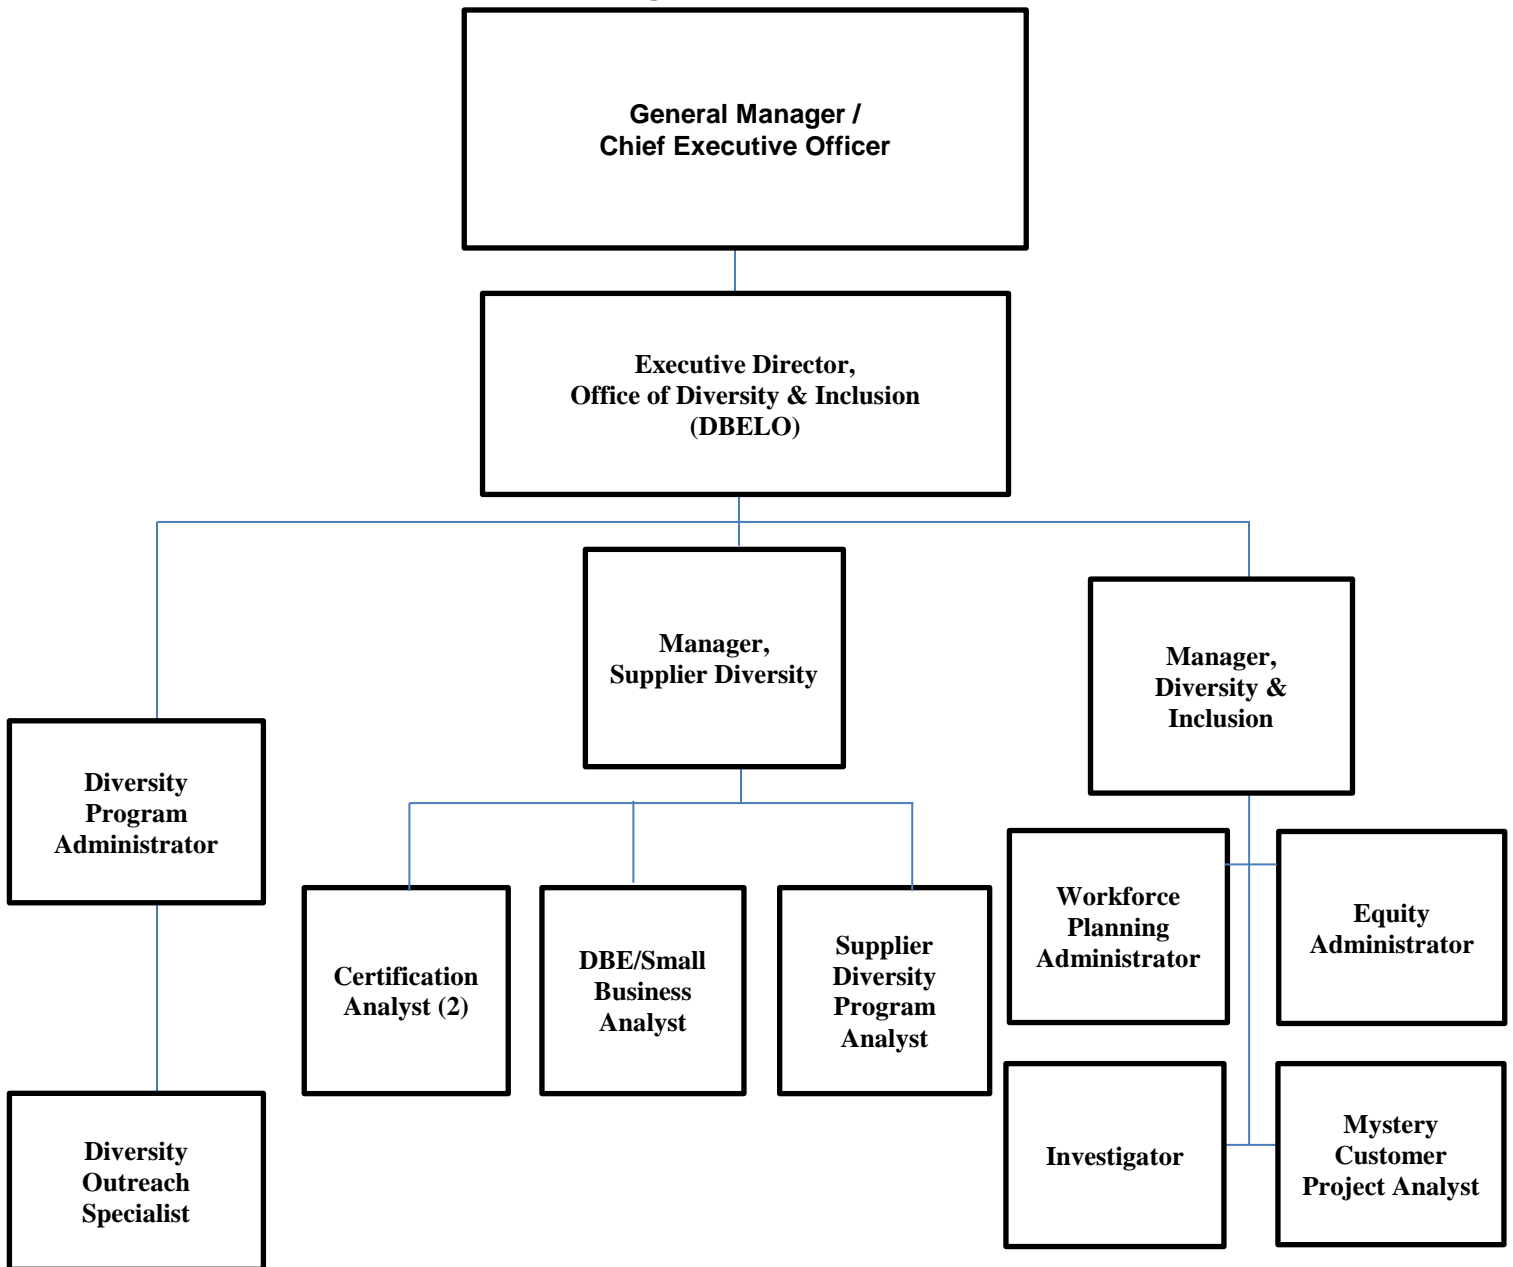 General Manager /
Chief Executive Officer
Executive Director,
Office of Diversity & Inclusion
(DBELO)
Manager,
Supplier Diversity
Manager,
Diversity &
Inclusion
Diversity
Program
Administrator
Certification
Analyst (2)
DBE/Small
Business
Analyst
Supplier
Diversity
Program
Analyst
Workforce
Planning
Administrator
Equity
Administrator
Diversity
Outreach
Specialist
Investigator
Mystery
Customer
Project Analyst